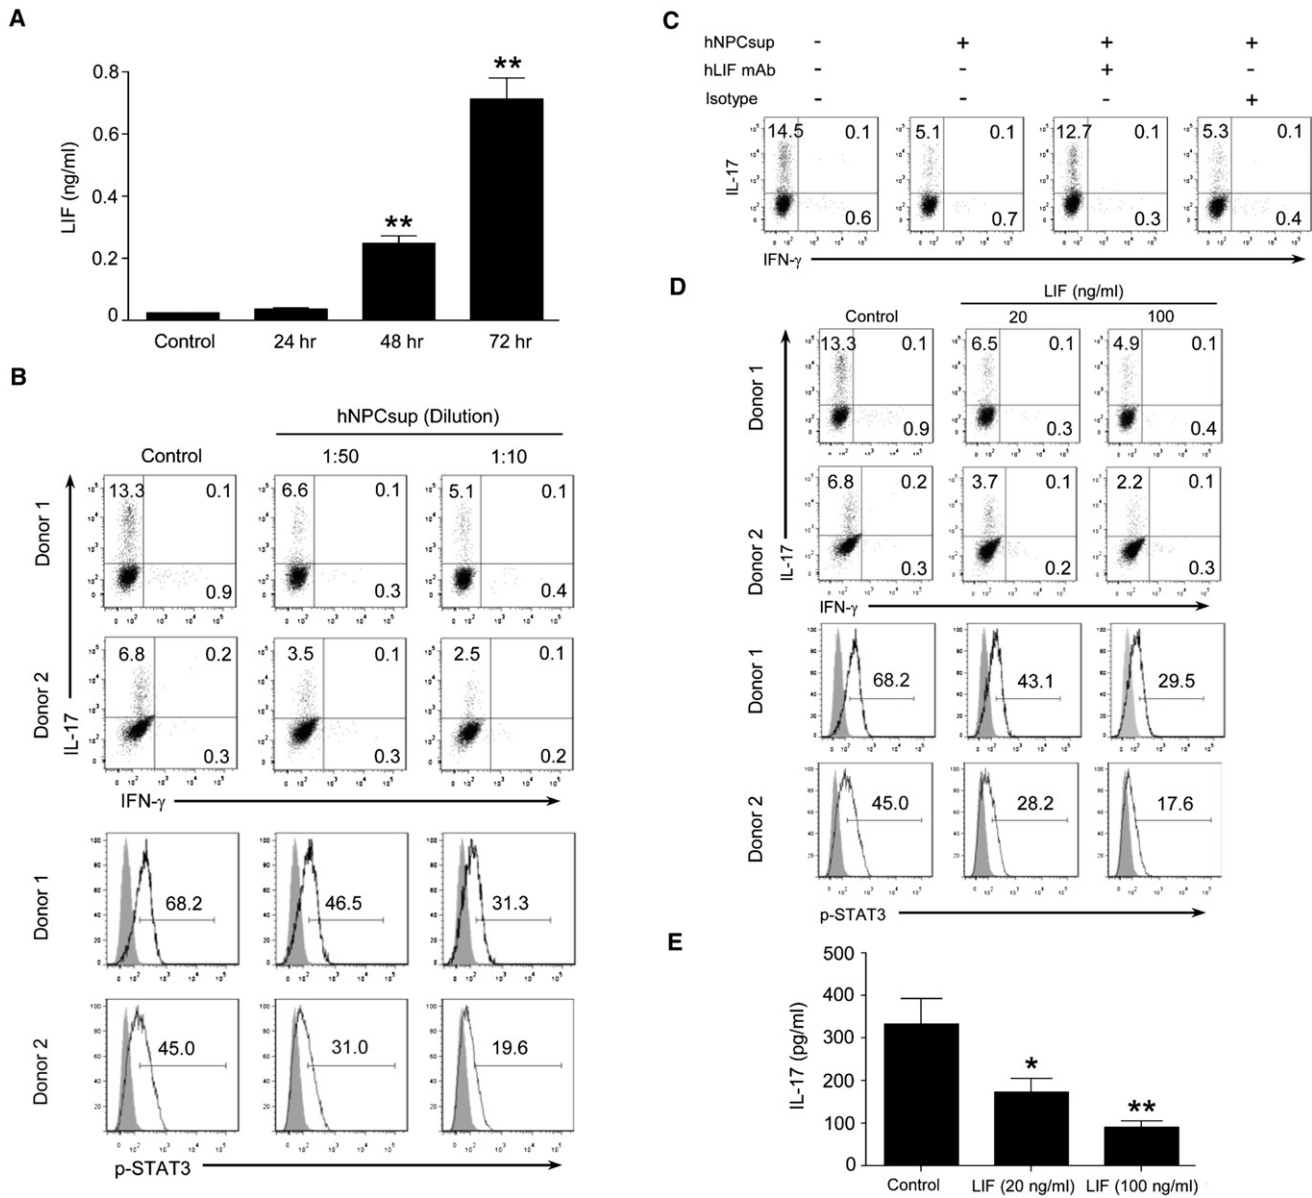 A
LIF (ng/ml)
0.8
0.6
0.4
0.2
0
**
**
Control
24 hr
48 hr
72 hr
B
hNPCsup (Dilution)
Control
1:50
1:10
Donor 1
13.3
0.1
0.9
6.6
0.1
0.3
5.1
0.1
0.4
Donor 2
6.8
0.2
0.3
3.5
0.1
0.3
2.5
0.1
0.2
IL-17
IFN-γ
Donor 1
68.2
46.5
31.3
Donor 2
45.0
31.0
19.6
p-STAT3
C
hNPCsup - + + +
hLIF mAb - - + -
Isotype - - - +
IL-17
14.5
0.1
0.6
5.1
0.1
0.7
12.7
0.1
0.3
5.3
0.1
0.4
IFN-γ
D
LIF (ng/ml)
Control
20
100
Donor 1
13.3
0.1
0.9
6.5
0.1
0.3
4.9
0.1
0.4
Donor 2
6.8
0.2
0.3
3.7
0.1
0.2
2.2
0.1
0.3
IL-17
IFN-γ
Donor 1
68.2
43.1
29.5
Donor 2
45.0
28.2
17.6
p-STAT3
E
IL-17 (pg/ml)
500
400
300
200
100
0
*
**
Control
LIF (20 ng/ml)
LIF (100 ng/ml)